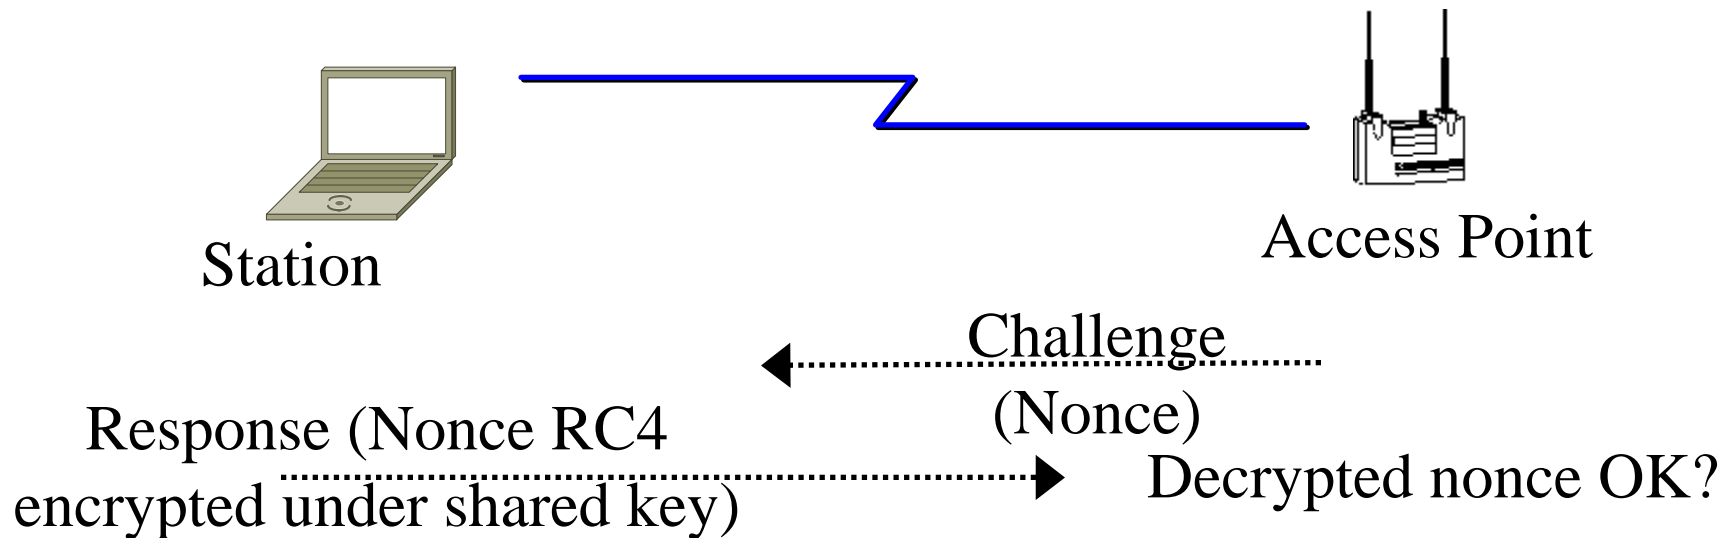 Station
Access Point
Challenge
(Nonce)
Response (Nonce RC4
encrypted under shared key)
Decrypted nonce OK?